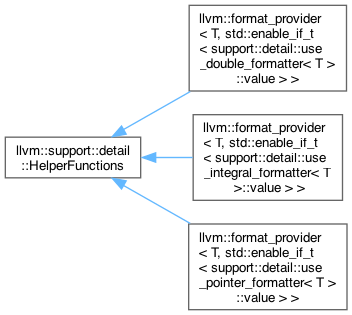 llvm::format_provider
< T, std::enable_if_t
< support::detail::use
_double_formatter< T >
::value > >
llvm::support::detail
::HelperFunctions
llvm::format_provider
< T, std::enable_if_t
< support::detail::use
_integral_formatter< T
>::value > >
llvm::format_provider
< T, std::enable_if_t
< support::detail::use
_pointer_formatter< T >
::value > >